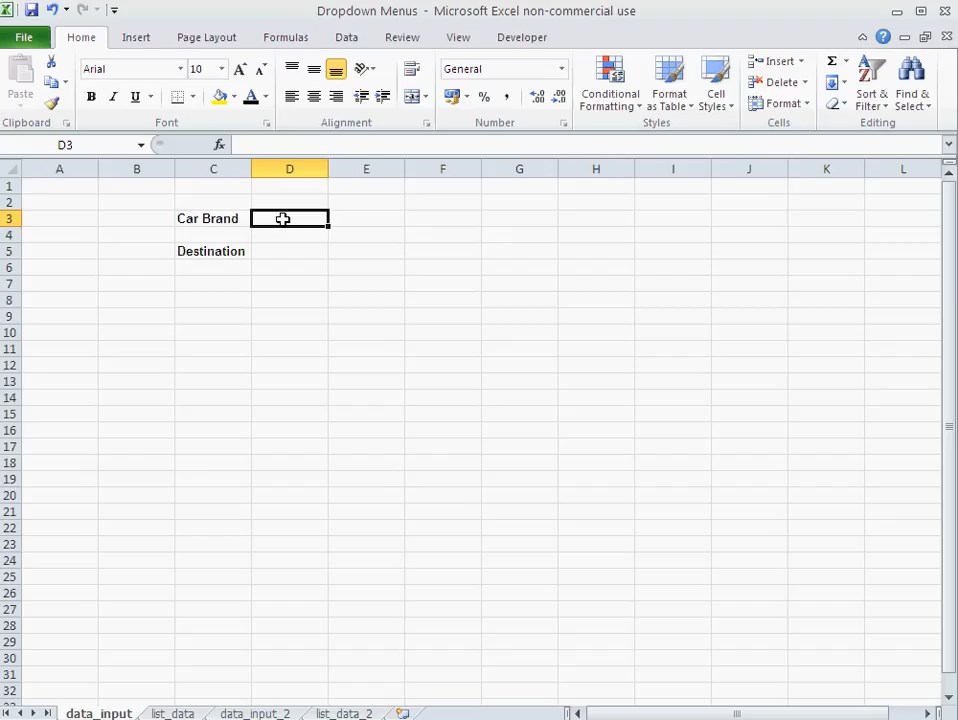 Dropdown Menus - Microsoft Excel non-commercial use
File Home Insert Page Layout Formulas Data Review View Developer
Paste
Arial 10
General
B I U
Conditional Formatting
Format as Table
Cell Styles
Insert
Delete
Format
Sort & Filter
Find & Select
Clipboard Font Alignment Number Styles Cells Editing
D3 fx
A B C D E F G H I J K L
1
2
3 Car Brand
4
5 Destination
6
7
8
9
10
11
12
13
14
15
16
17
18
19
20
21
22
23
24
25
26
27
28
29
30
31
32
data_input list_data data_input_2 list_data_2